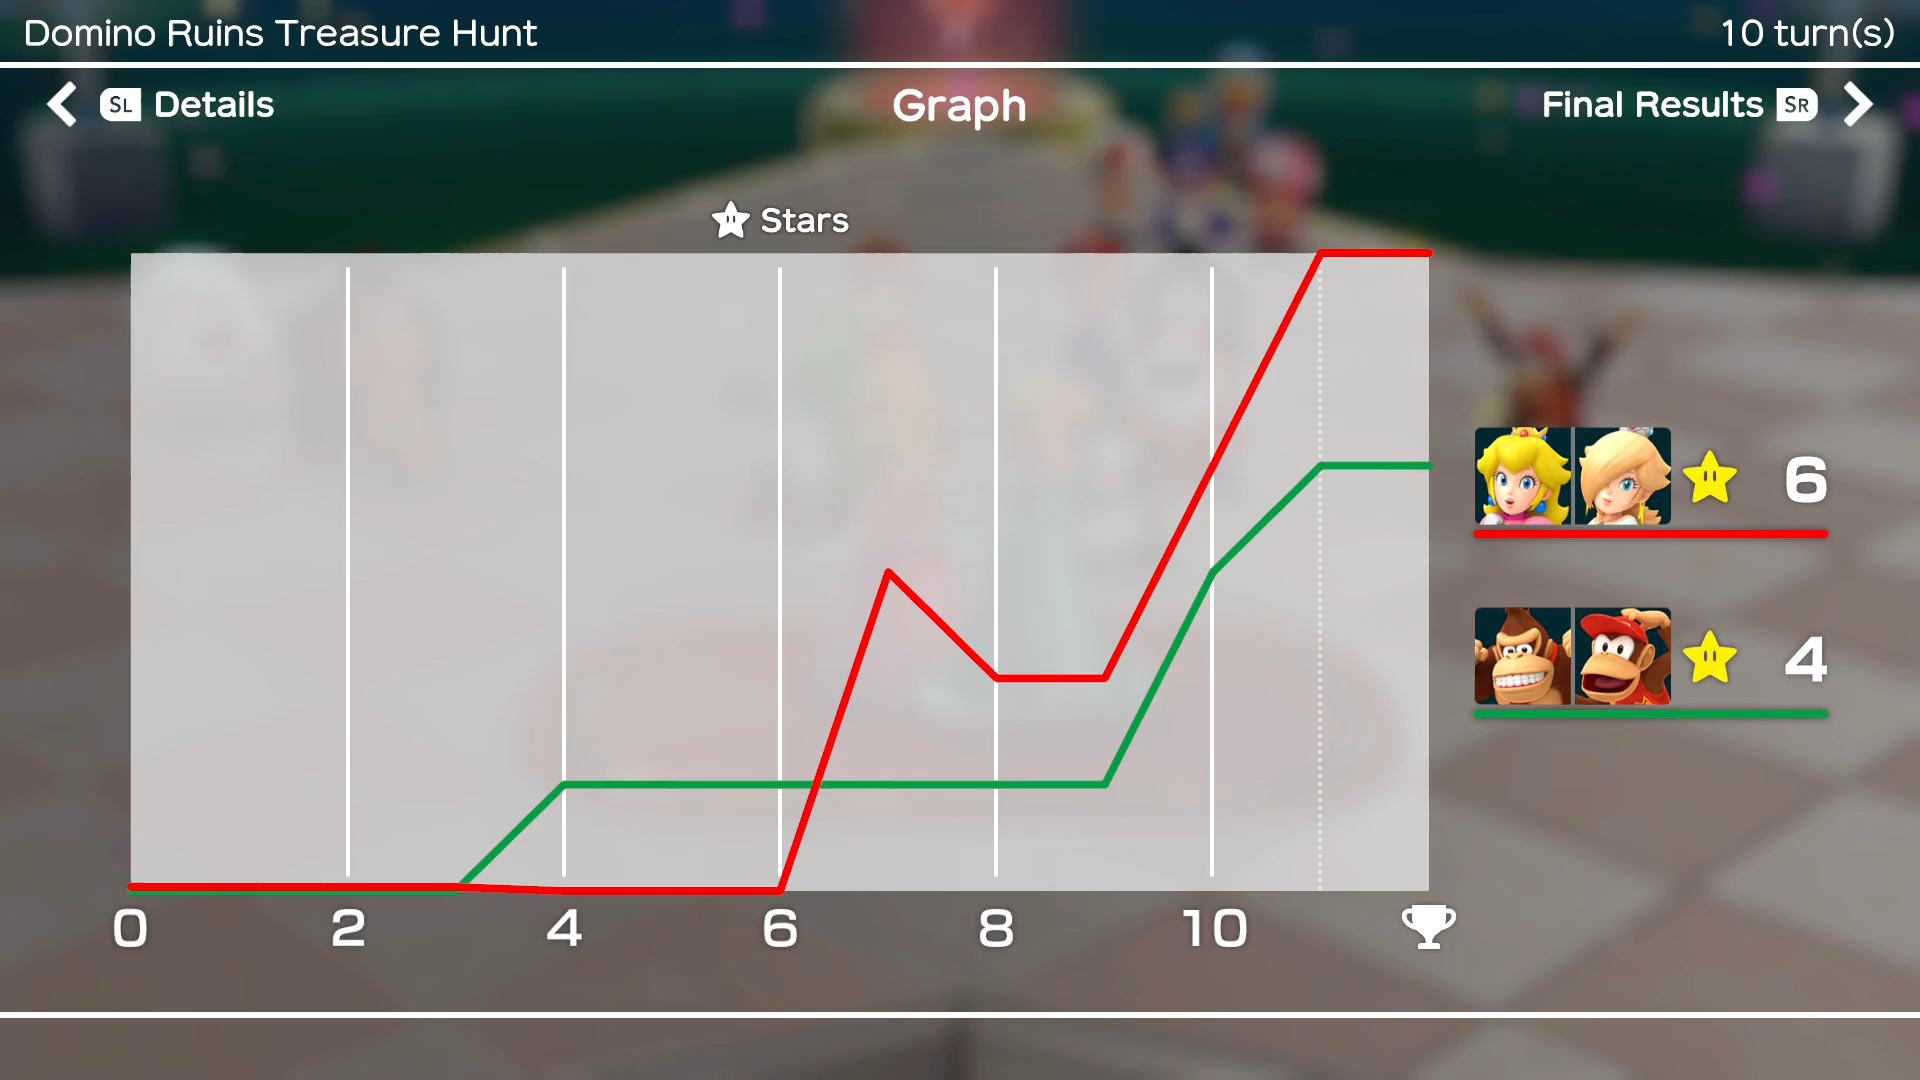 Domino Ruins Treasure Hunt
10 turn(s)
SL Details
Graph
Final Results SR
Stars
6
4
0 2 4 6 8 10